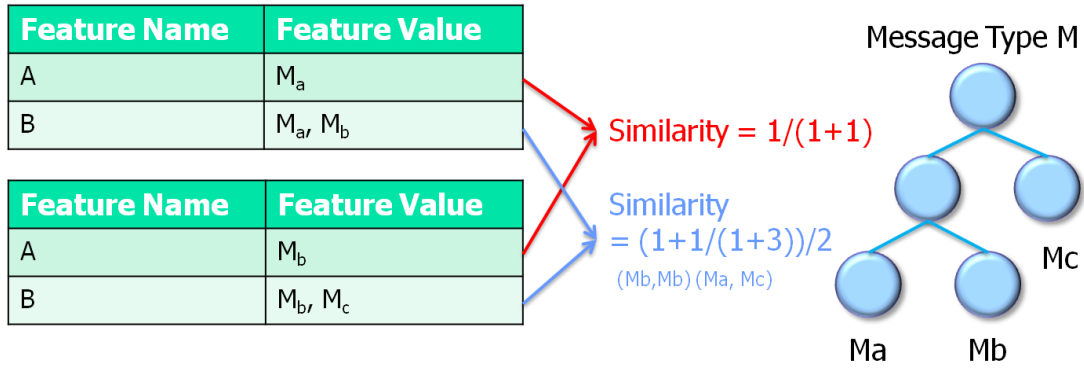 Feature Name Feature Value
A Ma
B Ma, Mb
Feature Name Feature Value
A Mb
B Mb, Mc
Similarity = 1/(1+1)
Similarity
= (1+1/(1+3))/2
(Mb,Mb) (Ma, Mc)
Message Type M
Mc
Ma Mb